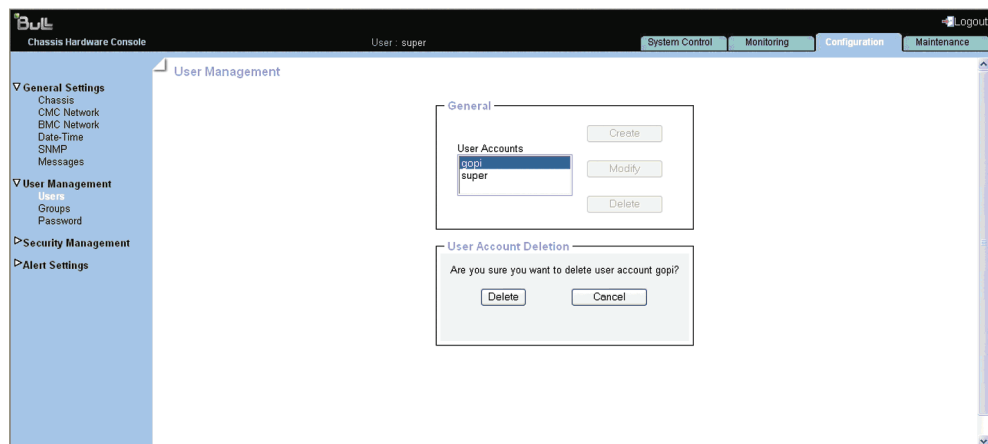 Bull
Logout
Chassis Hardware Console
User : super
System Control
Monitoring
Configuration
Maintenance
User Management
General Settings
Chassis
CMC Network
BMC Network
Date-Time
SNMP
Messages
User Management
Users
Groups
Password
Security Management
Alert Settings
General
User Accounts
gopi
super
Create
Modify
Delete
User Account Deletion
Are you sure you want to delete user account gopi?
Delete
Cancel